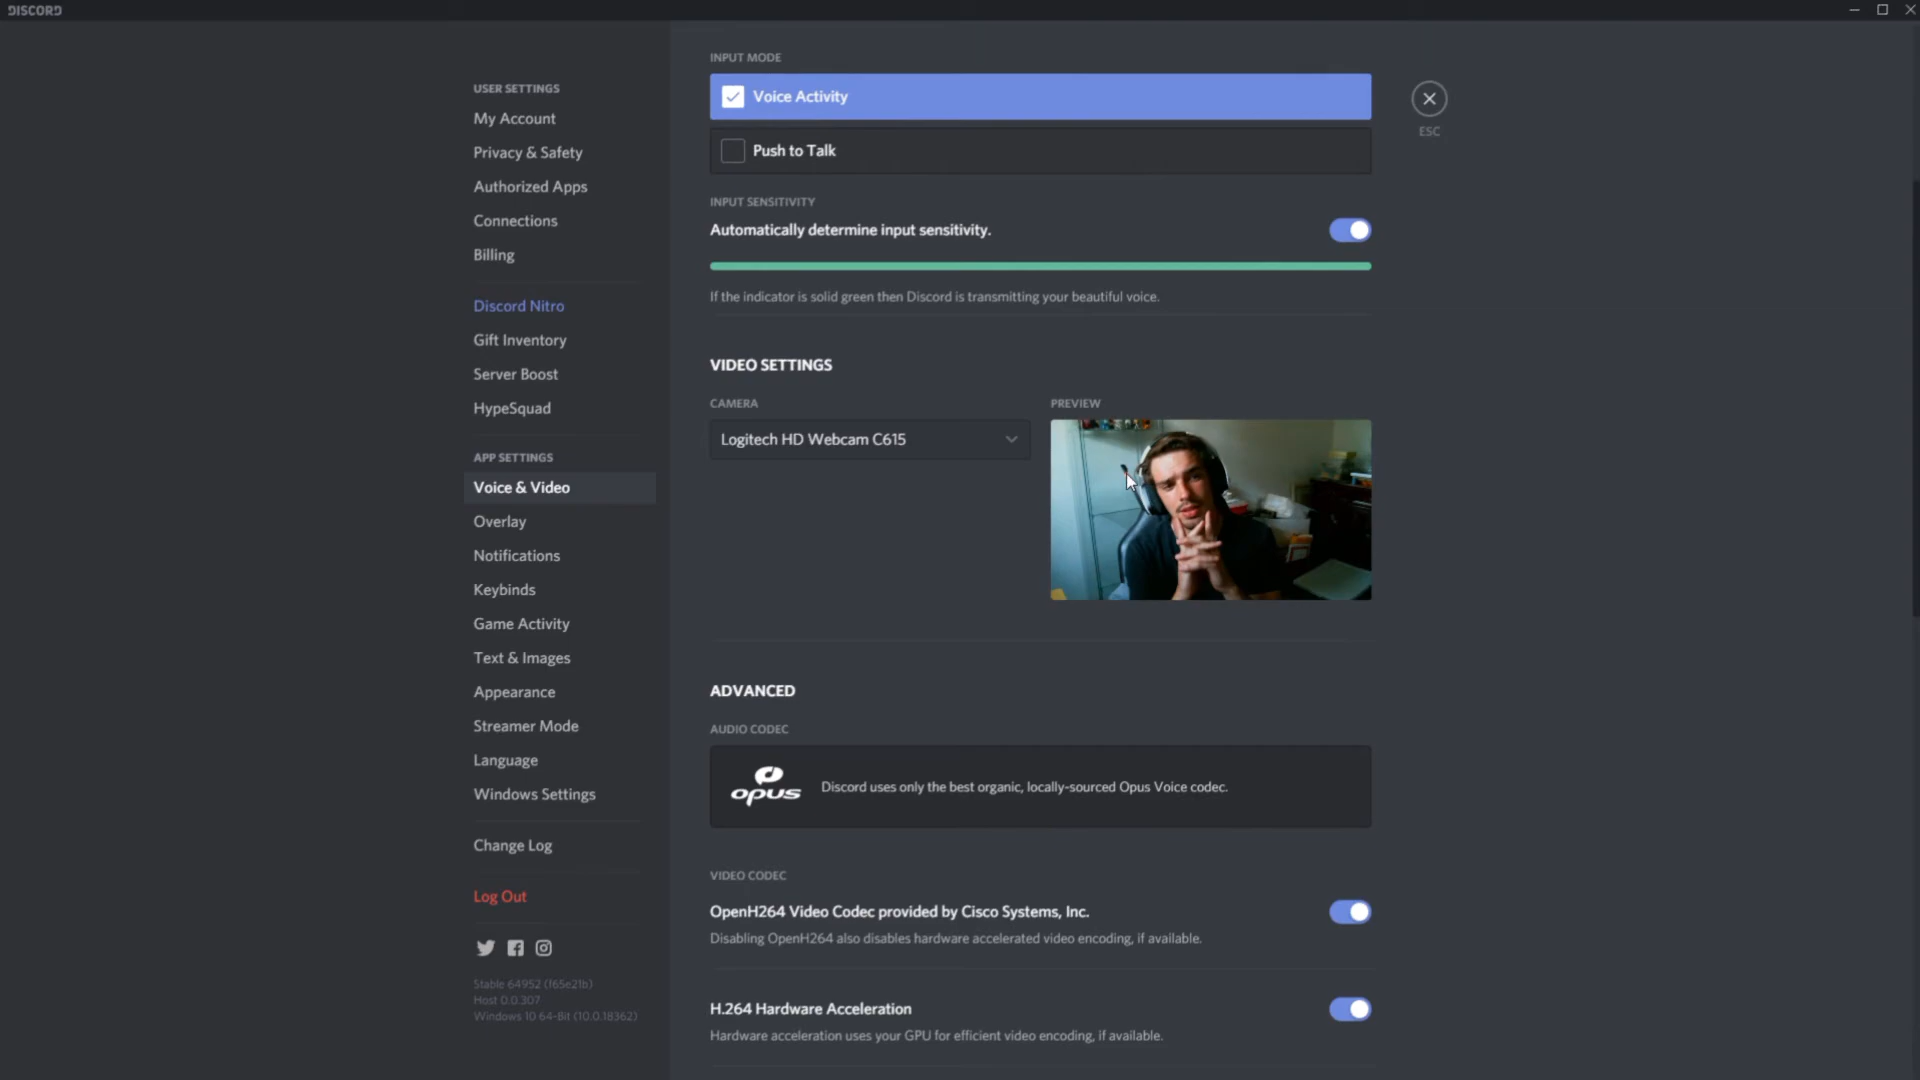 DISCORD
USER SETTINGS
My Account
Privacy & Safety
Authorized Apps
Connections
Billing
Discord Nitro
Gift Inventory
Server Boost
HypeSquad
APP SETTINGS
Voice & Video
Overlay
Notifications
Keybinds
Game Activity
Text & Images
Appearance
Streamer Mode
Language
Windows Settings
Change Log
Log Out
Stable 64952 (f65e21b)
Host 0.0.307
Windows 10 64-Bit (10.0.18362)
INPUT MODE
Voice Activity
Push to Talk
INPUT SENSITIVITY
Automatically determine input sensitivity.
If the indicator is solid green then Discord is transmitting your beautiful voice.
VIDEO SETTINGS
CAMERA
Logitech HD Webcam C615
PREVIEW
ADVANCED
AUDIO CODEC
opus
Discord uses only the best organic, locally-sourced Opus Voice codec.
VIDEO CODEC
OpenH264 Video Codec provided by Cisco Systems, Inc.
Disabling OpenH264 also disables hardware accelerated video encoding, if available.
H.264 Hardware Acceleration
Hardware acceleration uses your GPU for efficient video encoding, if available.
ESC